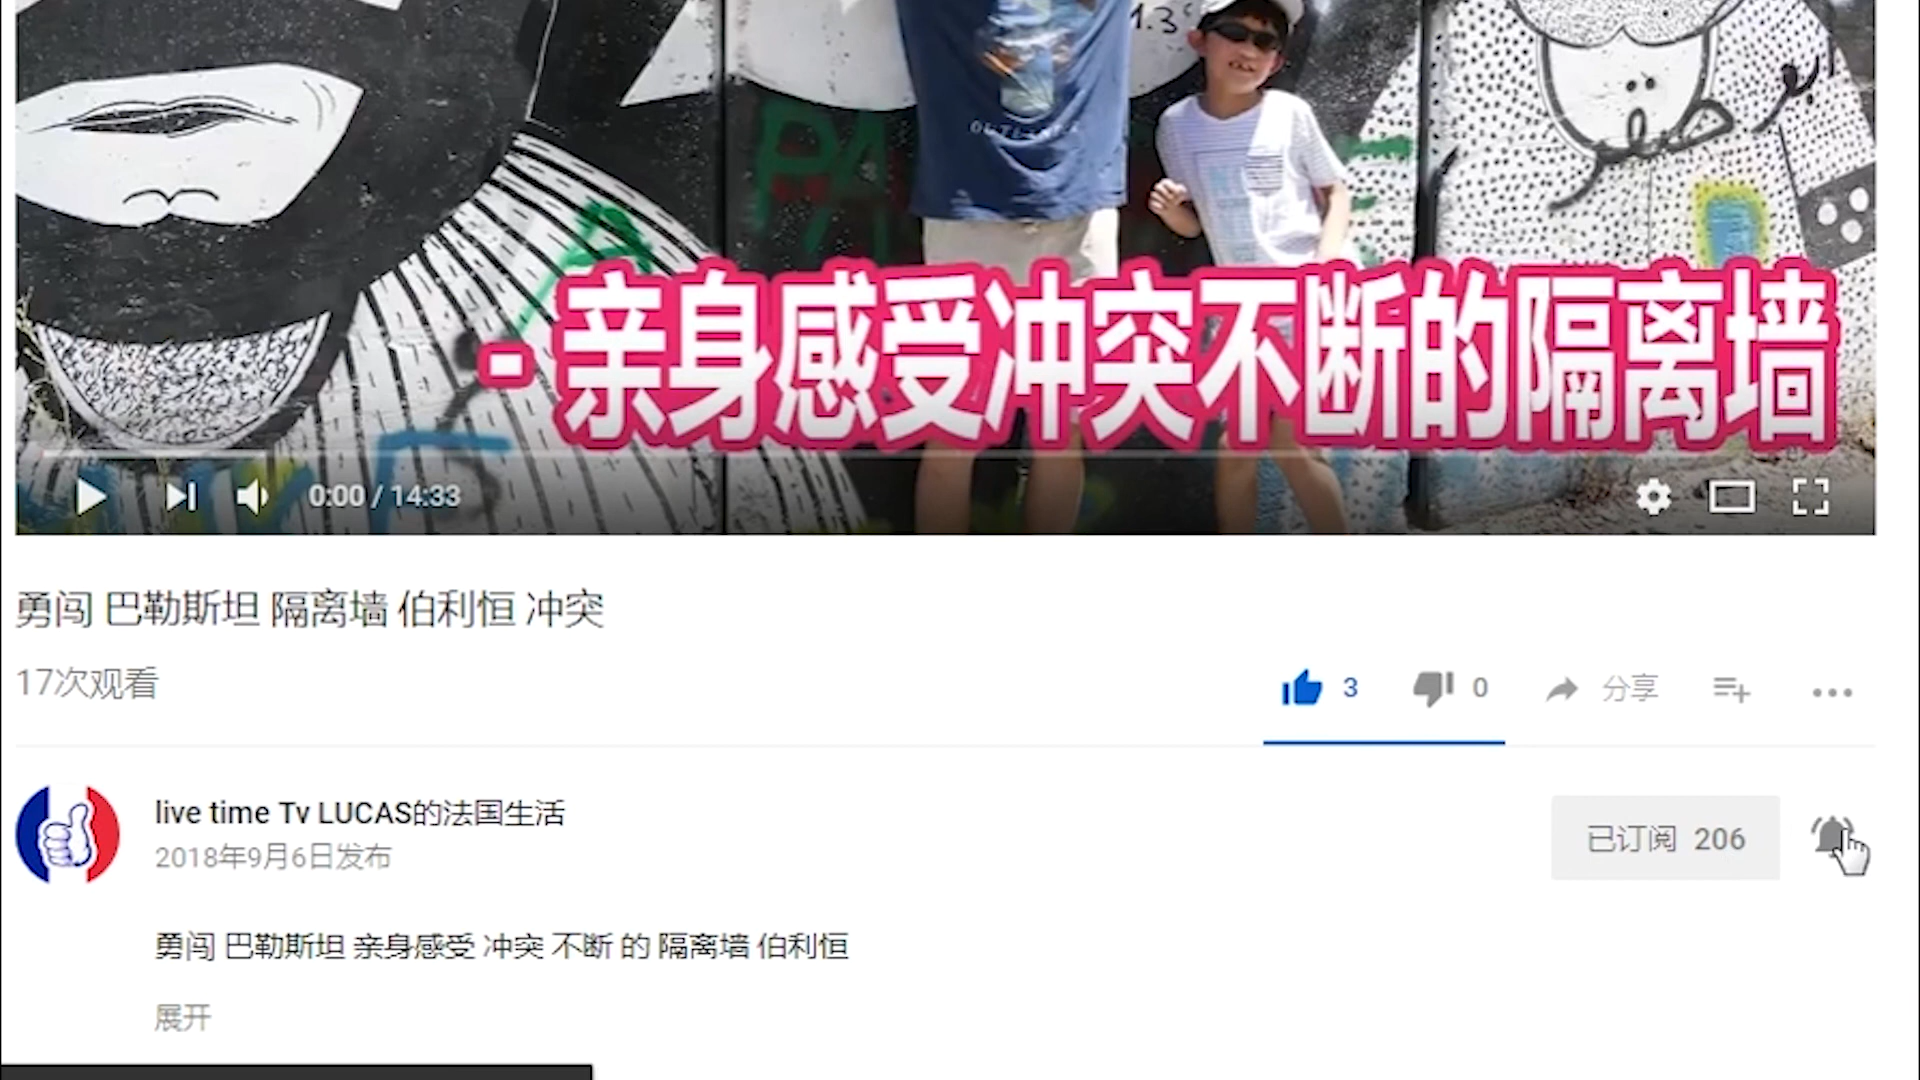 1.3
OUTLINER
PA
- 亲身感受冲突不断的隔离墙
0:00 / 14:33
勇闯 巴勒斯坦 隔离墙 伯利恒 冲突
17次观看
3
0
分享
live time Tv LUCAS的法国生活
2018年9月6日发布
已订阅 206
勇闯 巴勒斯坦 亲身感受 冲突 不断 的 隔离墙 伯利恒
展开